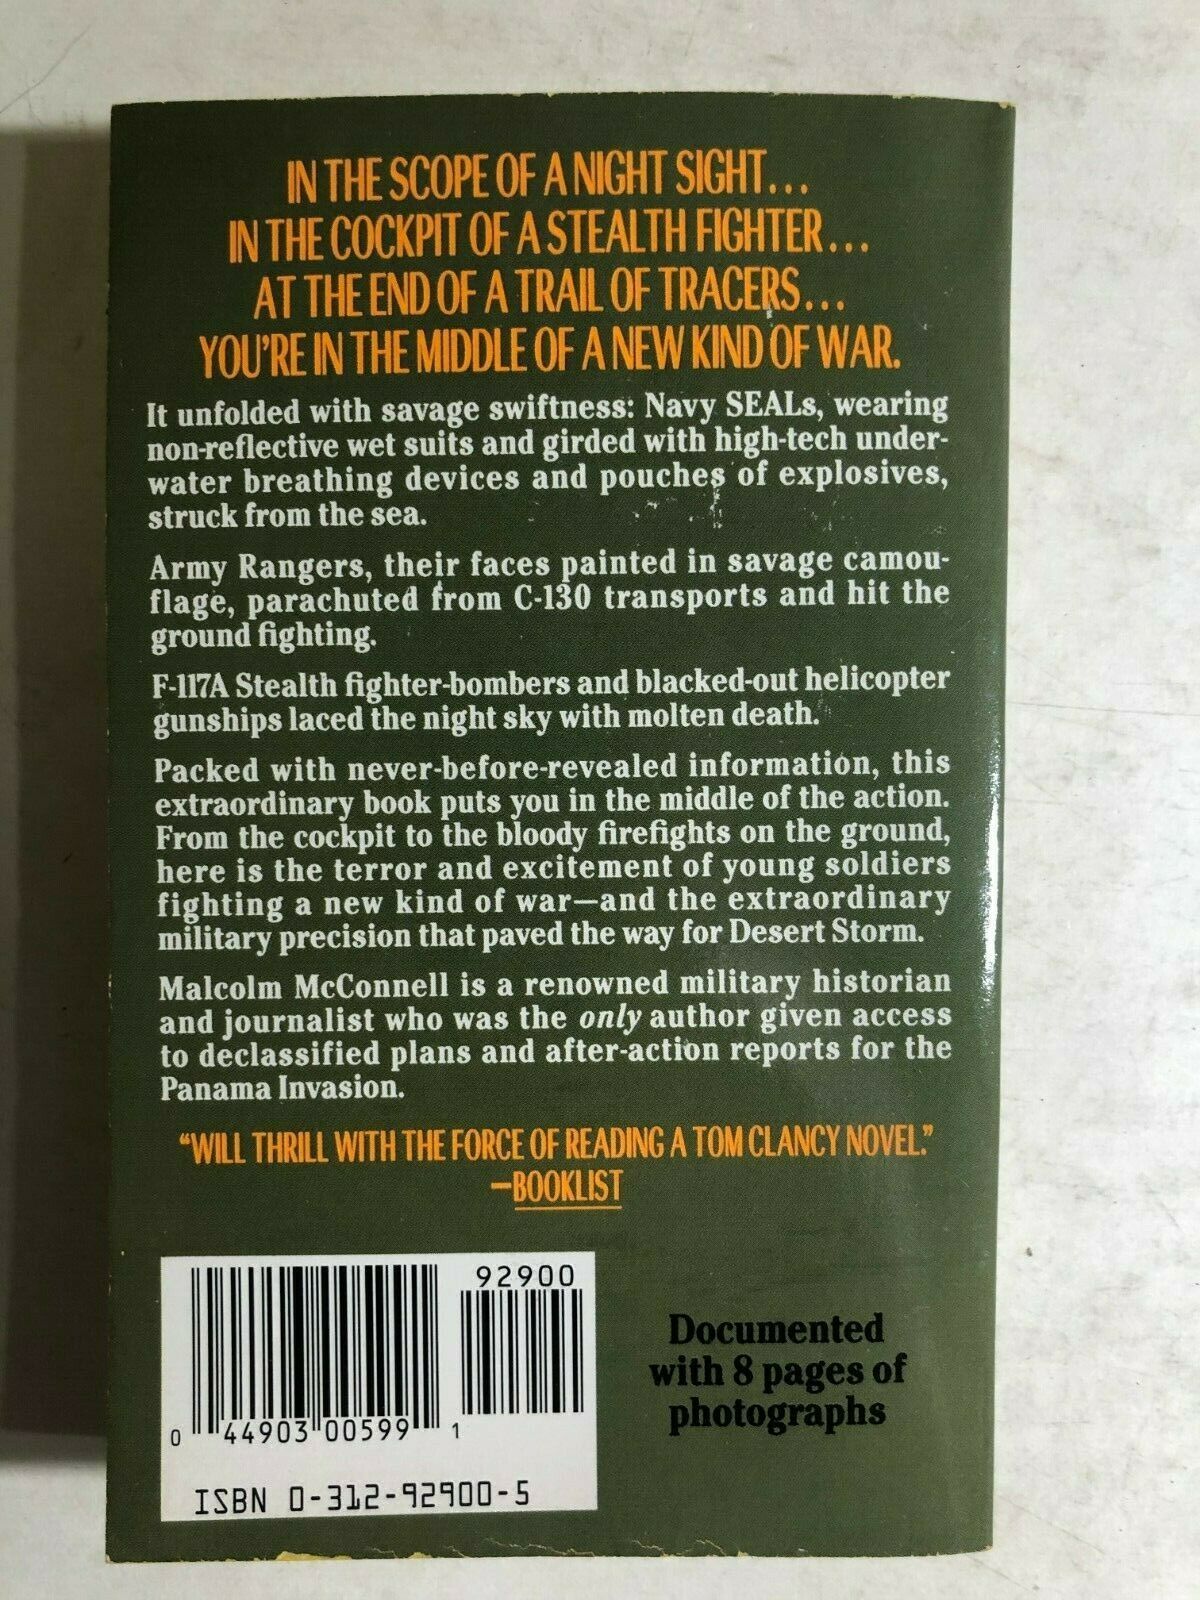 IN THE SCOPE OF A NIGHT SIGHT...
IN THE COCKPIT OF A STEALTH FIGHTER...
AT THE END OF A TRAIL OF TRACERS...
YOU'RE IN THE MIDDLE OF A NEW KIND OF WAR.
It unfolded with savage swiftness: Navy SEALs, wearing
non-reflective wet suits and girded with high-tech under-
water breathing devices and pouches of explosives,
struck from the sea.
Army Rangers, their faces painted in savage camou-
flage, parachuted from C-130 transports and hit the
ground fighting.
F-117A Stealth fighter-bombers and blacked-out helicopter
gunships laced the night sky with molten death.
Packed with never-before-revealed information, this
extraordinary book puts you in the middle of the action.
From the cockpit to the bloody firefights on the ground,
here is the terror and excitement of young soldiers
fighting a new kind of war—and the extraordinary
military precision that paved the way for Desert Storm.
Malcolm McConnell is a renowned military historian
and journalist who was the only author given access
to declassified plans and after-action reports for the
Panama Invasion.
"WILL THRILL WITH THE FORCE OF READING A TOM CLANCY NOVEL."
—BOOKLIST
92900
0 44903 00599 1
ISBN 0-312-92900-5
Documented
with 8 pages of
photographs